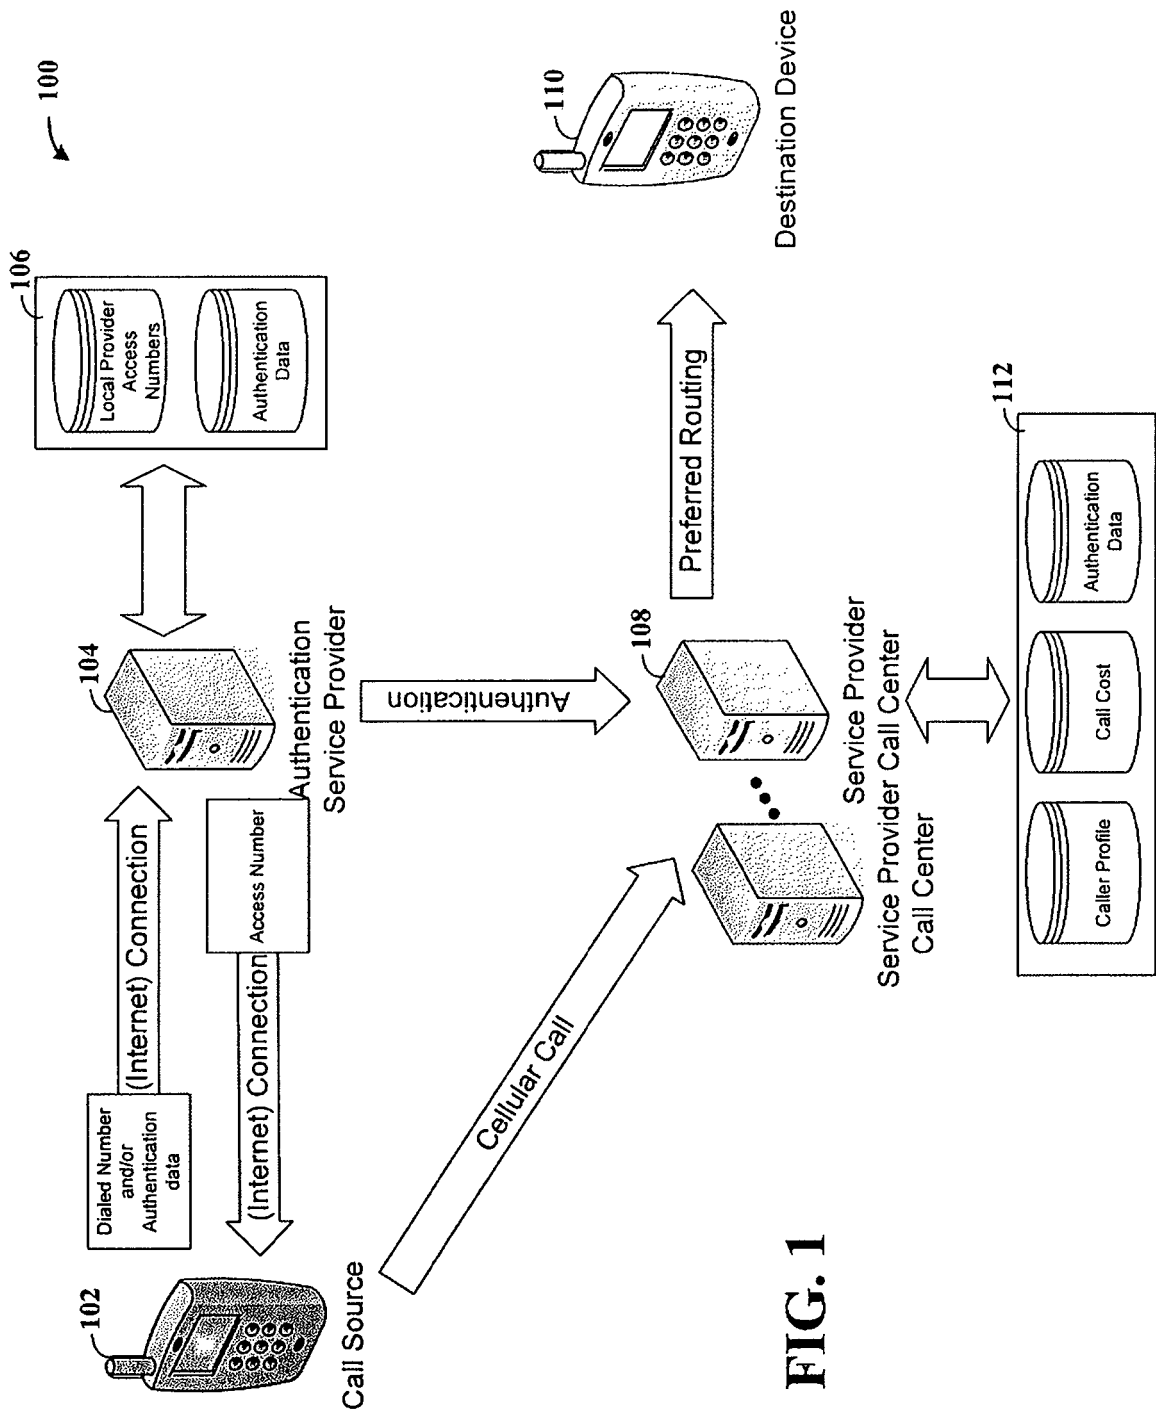 100
102
Call Source
Dialed Number
and/or
Authentication
data
(Internet) Connection
Access Number
(Internet) Connection
104
Authentication
Service Provider
106
Local Provider
Access
Numbers
Authentication
Data
Authentication
Cellular Call
108
Service Provider
Service Provider Call Center
Call Center
Preferred Routing
110
Destination Device
112
Caller Profile
Call Cost
Authentication
Data
FIG. 1